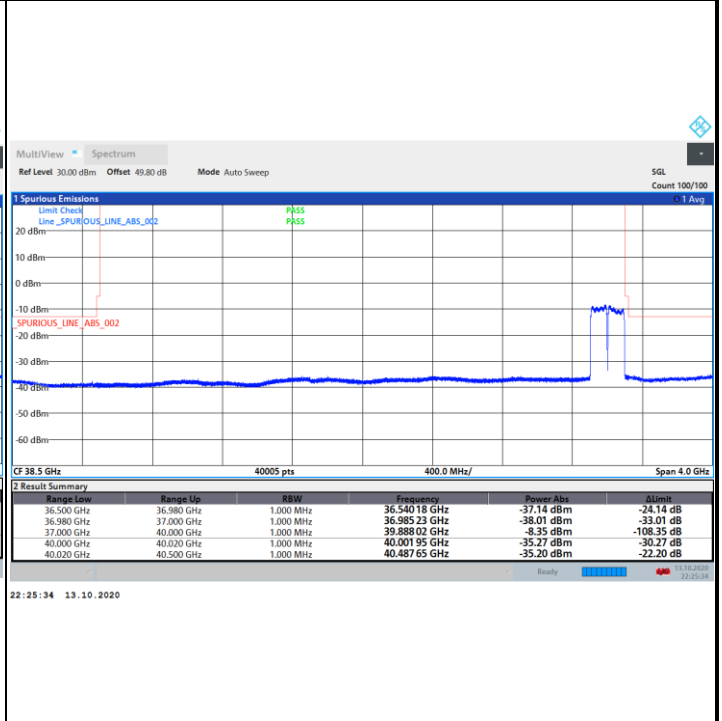 MultiView Spectrum
Ref Level 30.00 dBm Offset 49.80 dB Mode Auto Sweep SGL
Count 100/100
1 Spurious Emissions 1 Avg
Limit Check PASS
Line _SPURIOUS_LINE_ABS_002 PASS
20 dBm
10 dBm
0 dBm
-10 dBm
_SPURIOUS_LINE_ABS_002
-20 dBm
-30 dBm
-40 dBm
-50 dBm
-60 dBm
CF 38.5 GHz 40005 pts 400.0 MHz/ Span 4.0 GHz
2 Result Summary
Range Low Range Up RBW Frequency Power Abs ΔLimit
36.500 GHz 36.980 GHz 1.000 MHz 36.540 18 GHz -37.14 dBm -24.14 dB
36.980 GHz 37.000 GHz 1.000 MHz 36.985 23 GHz -38.01 dBm -33.01 dB
37.000 GHz 40.000 GHz 1.000 MHz 39.888 02 GHz -8.35 dBm -108.35 dB
40.000 GHz 40.020 GHz 1.000 MHz 40.001 95 GHz -35.27 dBm -30.27 dB
40.020 GHz 40.500 GHz 1.000 MHz 40.487 65 GHz -35.20 dBm -22.20 dB
Ready 13.10.2020
22:25:34
22:25:34 13.10.2020